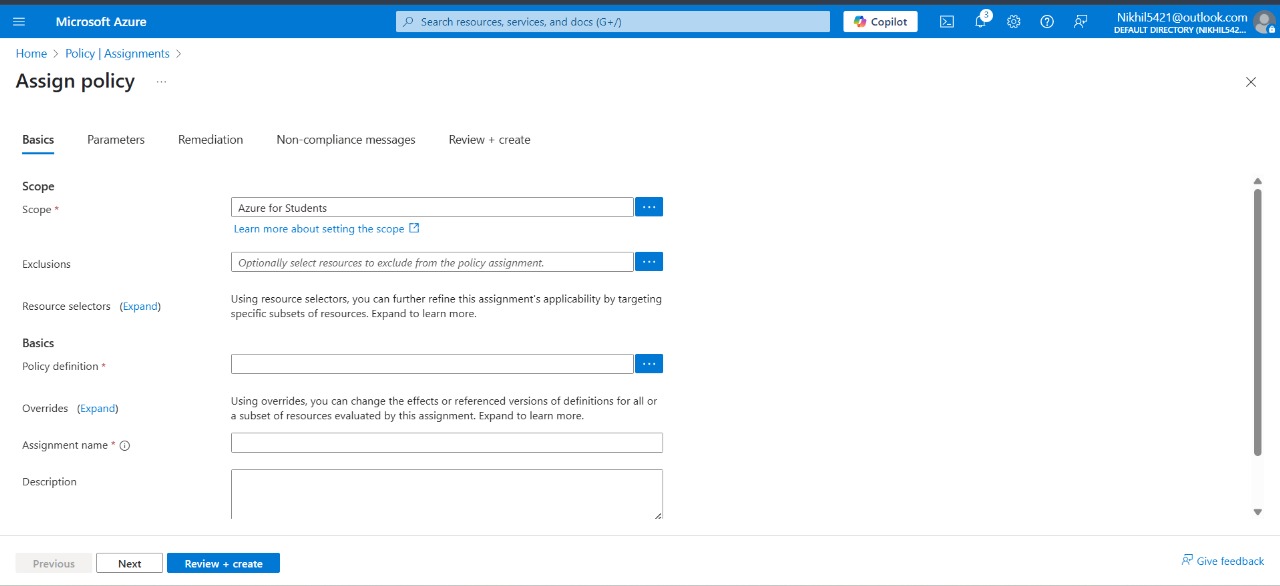 Microsoft Azure
Search resources, services, and docs (G+/)
Copilot
3
Nikhil5421@outlook.com
DEFAULT DIRECTORY (NIKHIL542...
Home > Policy | Assignments >
Assign policy ...
Basics Parameters Remediation Non-compliance messages Review + create
Scope
Scope * Azure for Students ...
Learn more about setting the scope
Exclusions Optionally select resources to exclude from the policy assignment. ...
Resource selectors (Expand) Using resource selectors, you can further refine this assignment's applicability by targeting
specific subsets of resources. Expand to learn more.
Basics
Policy definition * ...
Overrides (Expand) Using overrides, you can change the effects or referenced versions of definitions for all or
a subset of resources evaluated by this assignment. Expand to learn more.
Assignment name *
Description
Previous Next Review + create Give feedback